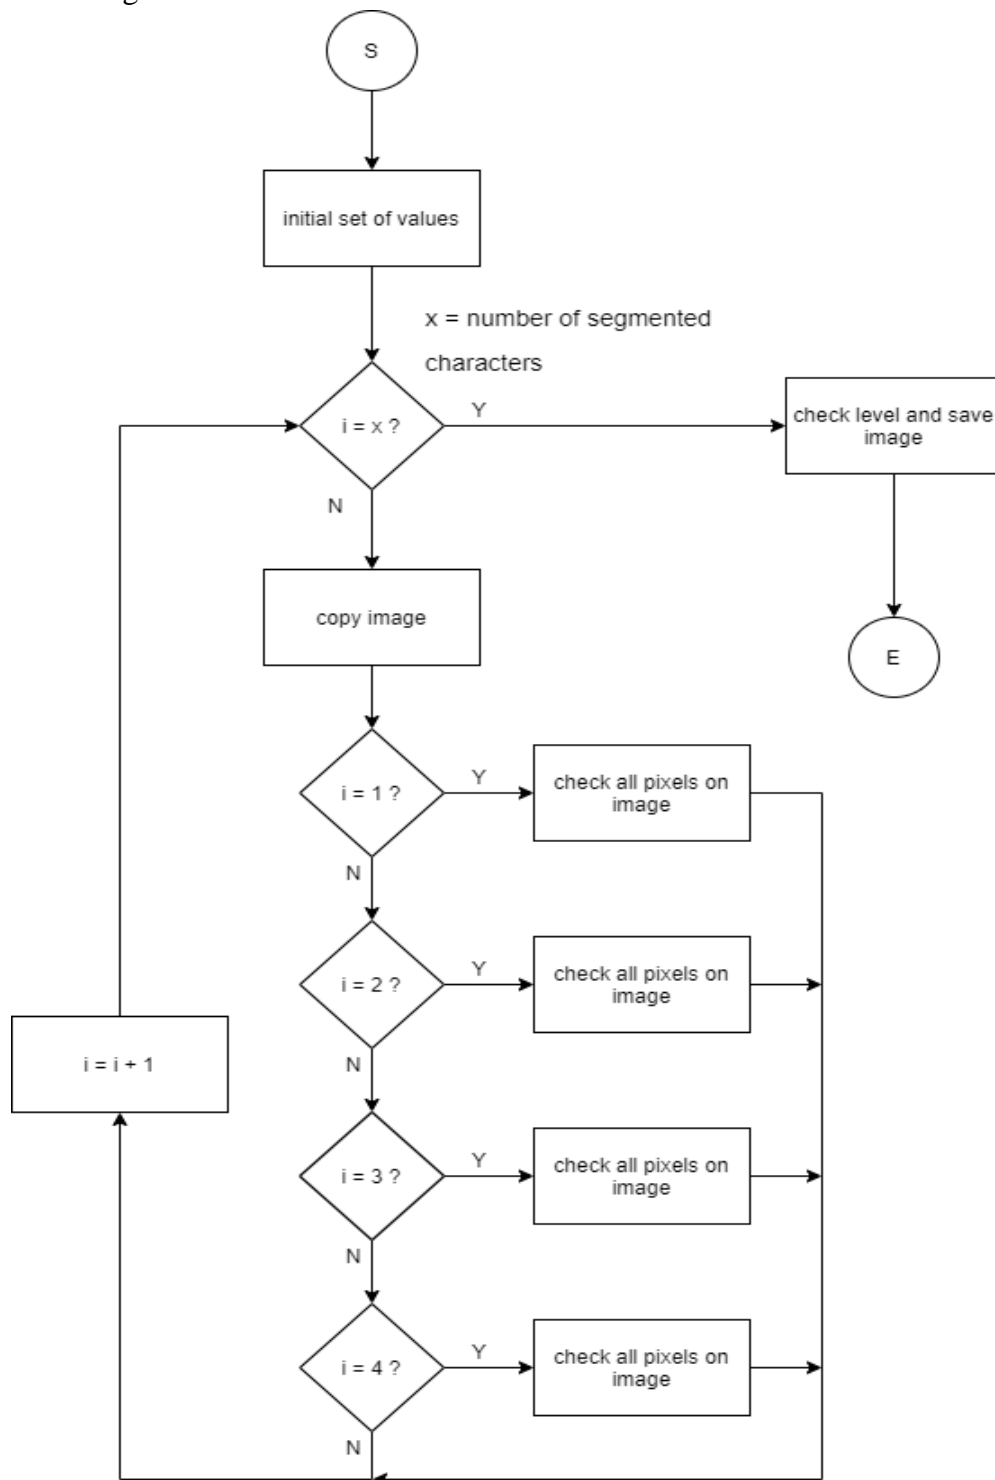 S
initial set of values
x = number of segmented
characters
i = x ?
Y
check level and save
image
N
copy image
E
i = 1 ?
Y
check all pixels on
image
N
i = 2 ?
Y
check all pixels on
image
i = i + 1
N
i = 3 ?
Y
check all pixels on
image
N
i = 4 ?
Y
check all pixels on
image
N